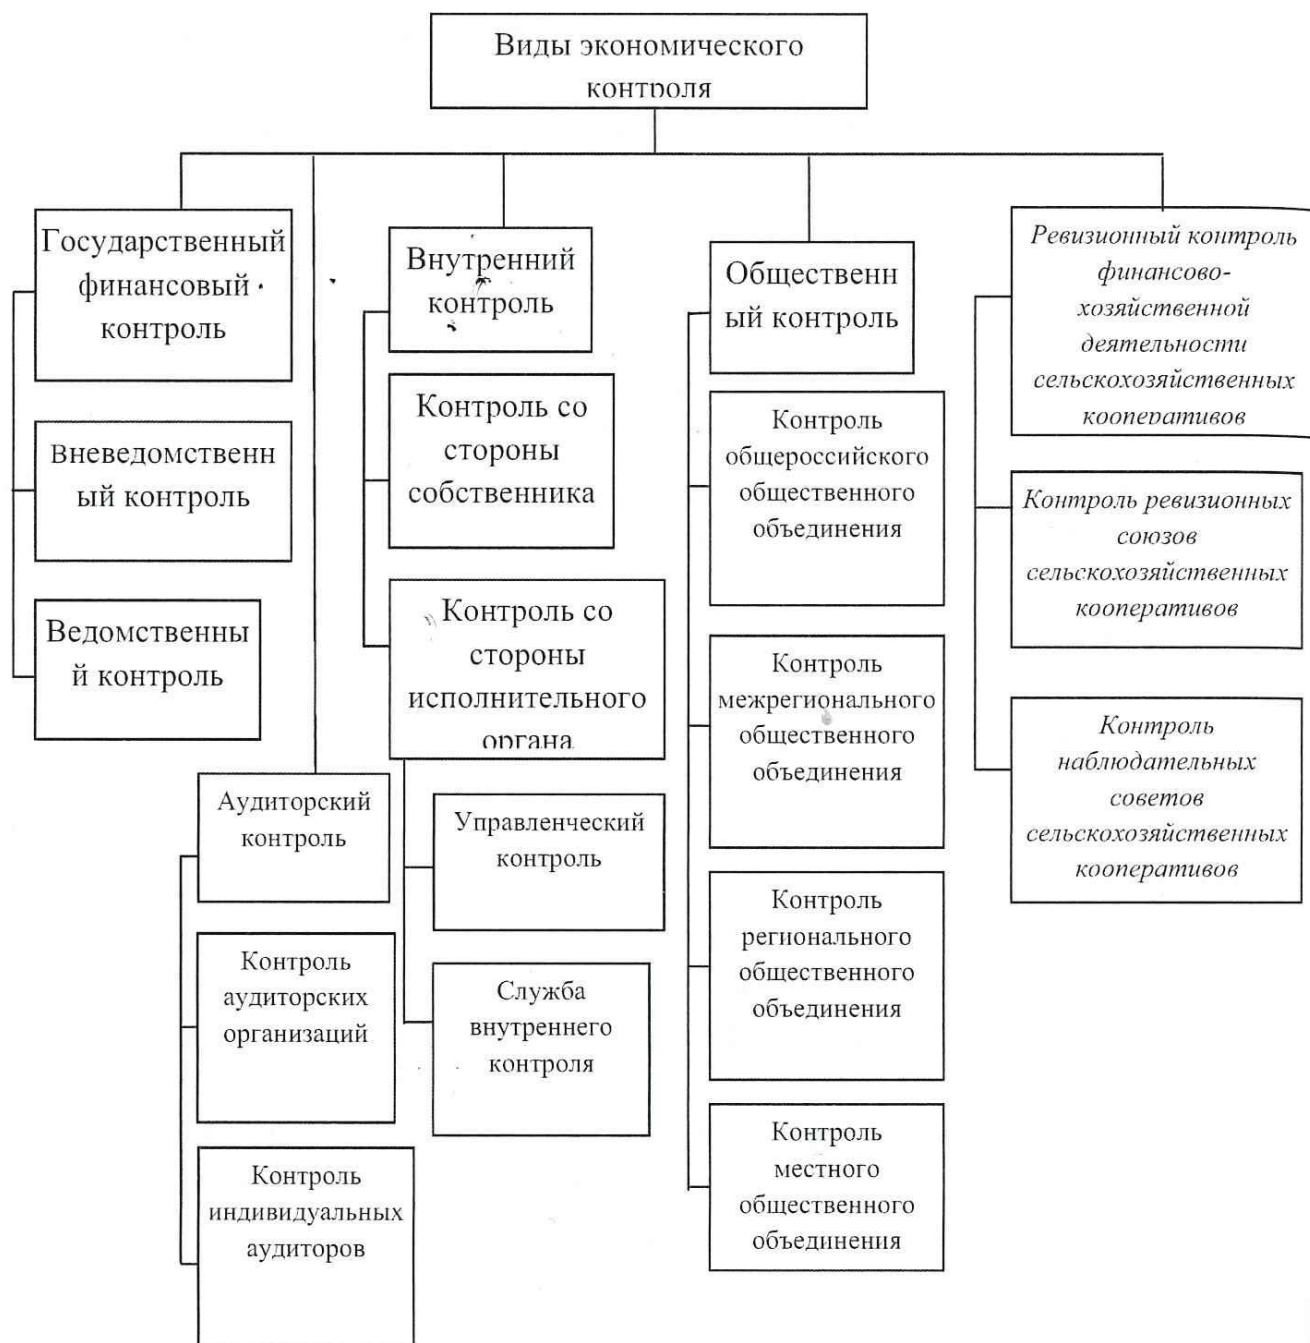 Виды экономического
контроля
Государственный
финансовый
контроль
Вневедомственн
ый контроль
Ведомственны
й контроль
Аудиторский
контроль
Контроль
аудиторских
организаций
Контроль
индивидуальных
аудиторов
Внутренний
контроль
Контроль со
стороны
собственника
Контроль со
стороны
исполнительного
органа
Управленческий
контроль
Служба
внутреннего
контроля
Общественн
ый контроль
Контроль
общероссийского
общественного
объединения
Контроль
межрегионального
общественного
объединения
Контроль
регионального
общественного
объединения
Контроль
местного
общественного
объединения
Ревизионный контроль
финансово-
хозяйственной
деятельности
сельскохозяйственных
кооперативов
Контроль ревизионных
союзов
сельскохозяйственных
кооперативов
Контроль
наблюдательных
советов
сельскохозяйственных
кооперативов